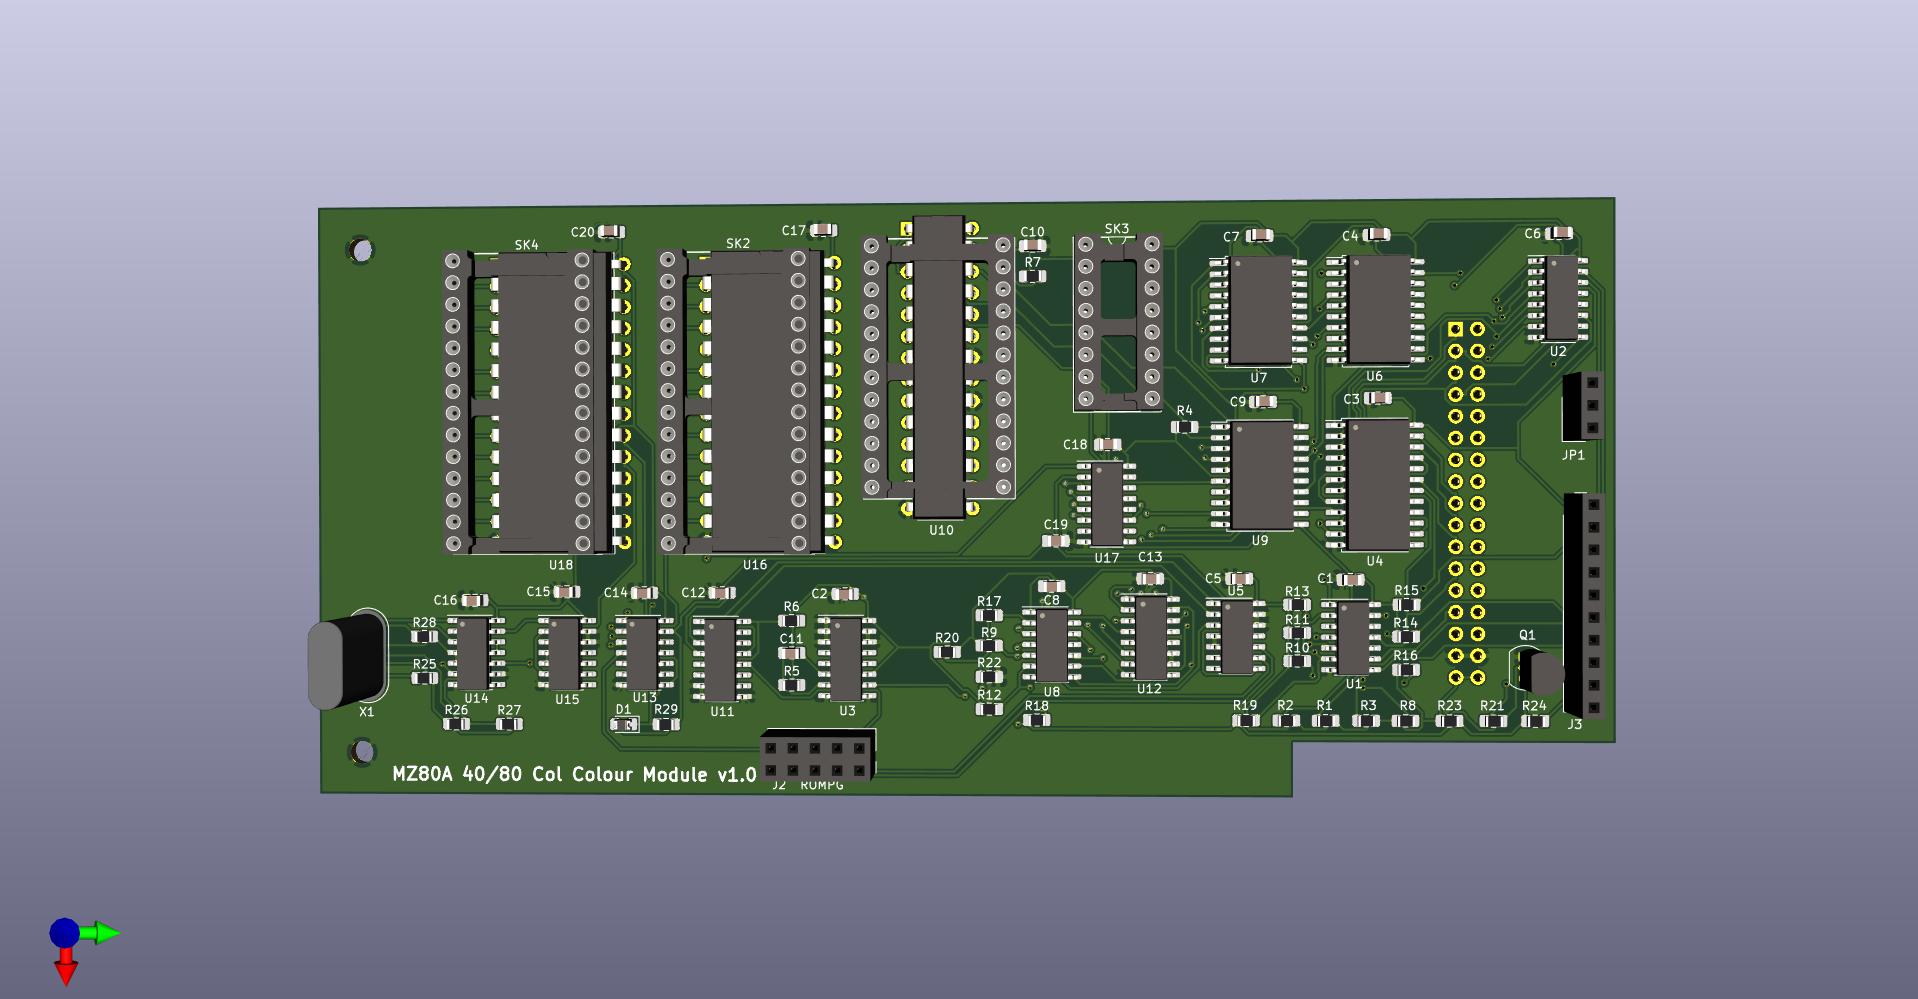 C20
C17
C10
SK3
C7
C4
C6
SK4
SK2
R7
U2
U7
U6
C9
C3
R4
C18
JP1
U10
C19
U9
U17
C13
U4
U18
U16
C16
C15
C14
C12
C2
C8
C5
U5
C1
R13
R15
R28
R6
R17
R11
R14
Q1
C11
R20
R9
R10
R16
R25
R5
R22
U14
U15
U13
U11
U3
R12
U8
U12
U1
X1
R26
R27
D1
R29
R18
R19
R2
R1
R3
R8
R23
R21
R24
J3
MZ80A 40/80 Col Colour Module v1.0
J2 ROMPG